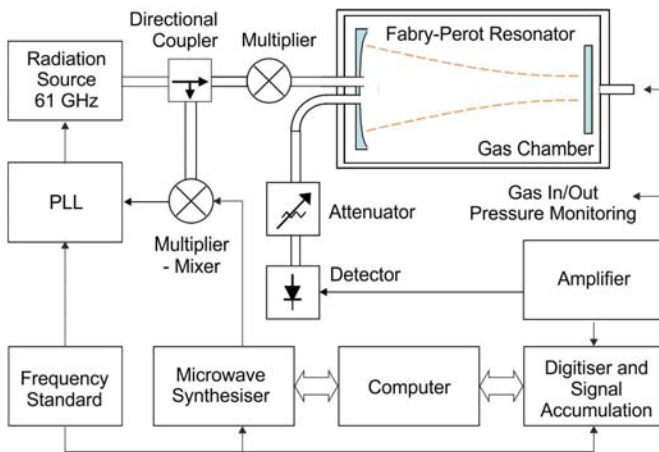 Directional
Coupler
Multiplier
Fabry-Perot Resonator
Radiation
Source
61 GHz
Gas Chamber
PLL
Multiplier
- Mixer
Attenuator
Gas In/Out
Pressure Monitoring
Detector
Amplifier
Frequency
Standard
Microwave
Synthesiser
Computer
Digitiser and
Signal
Accumulation